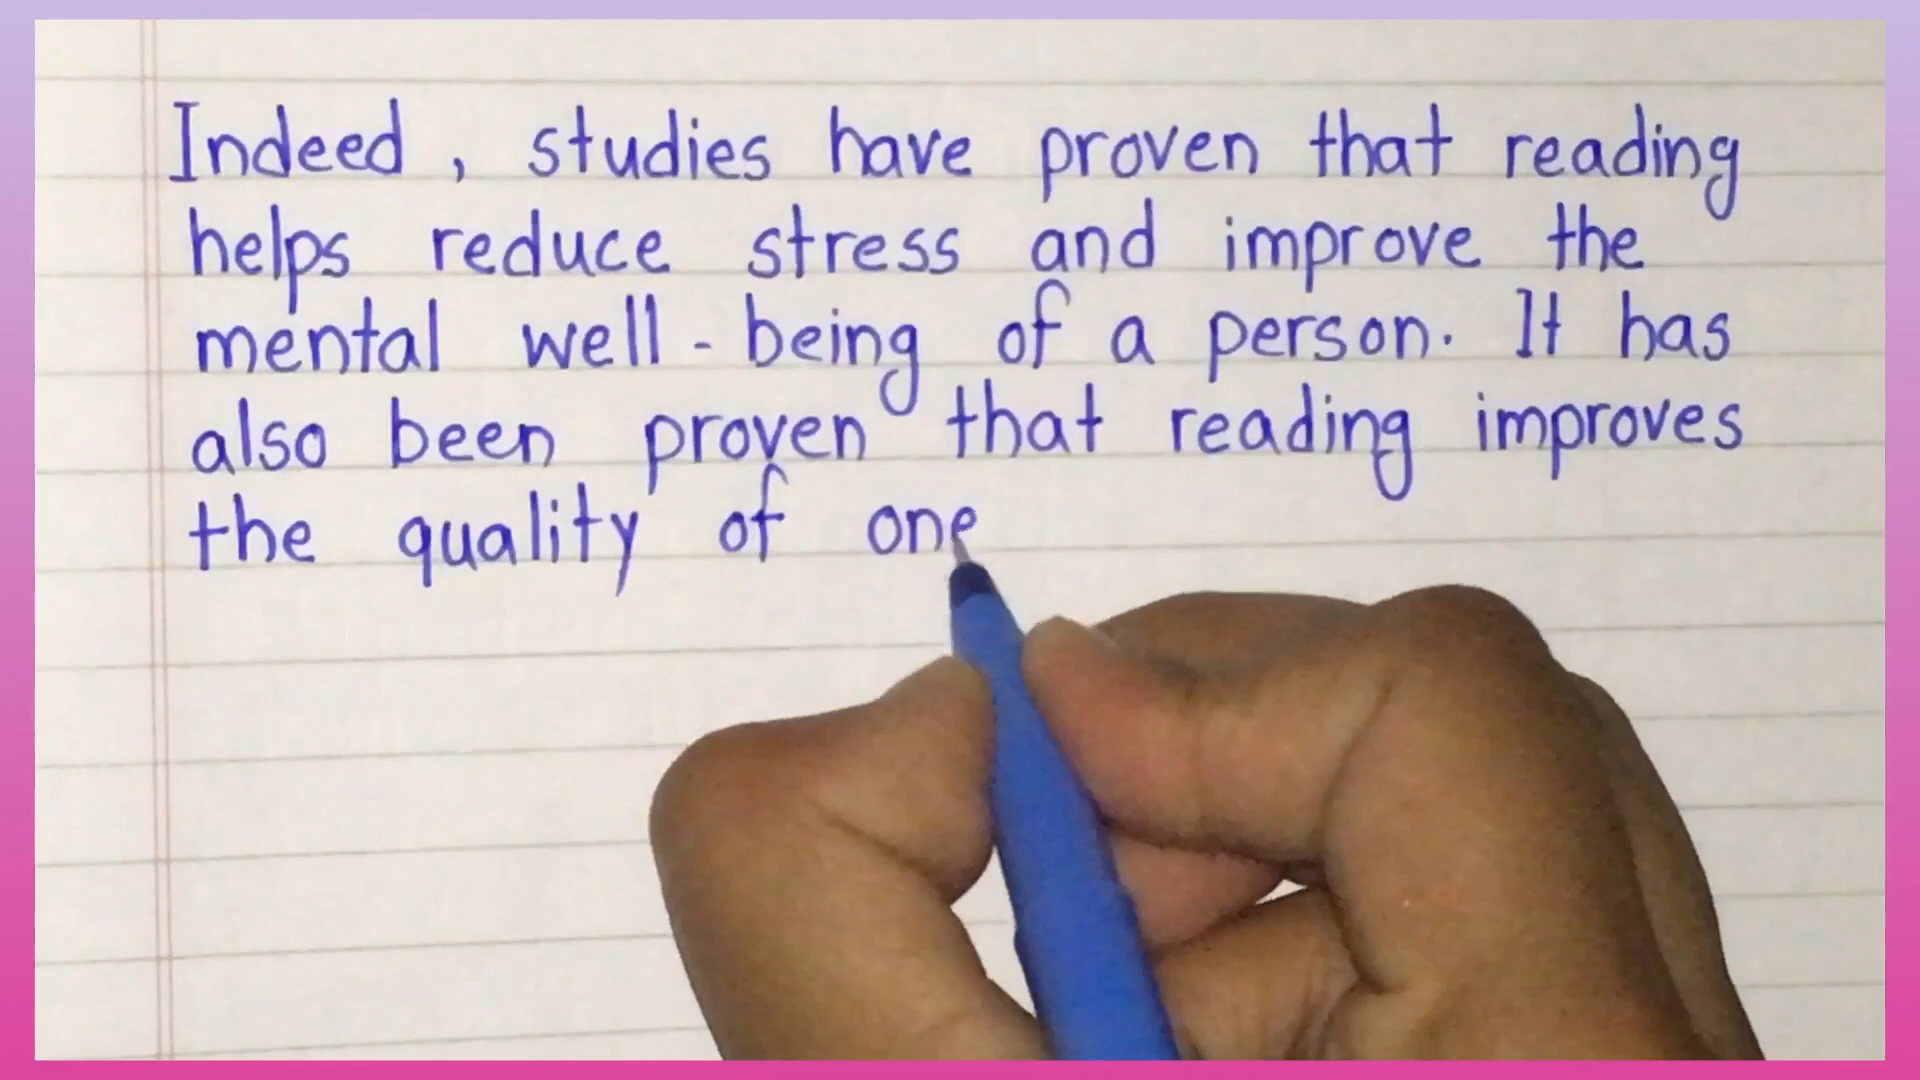 Indeed, studies have proven that reading
helps reduce stress and improve the
mental well-being of a person. It has
also been proven that reading improves
the quality of one